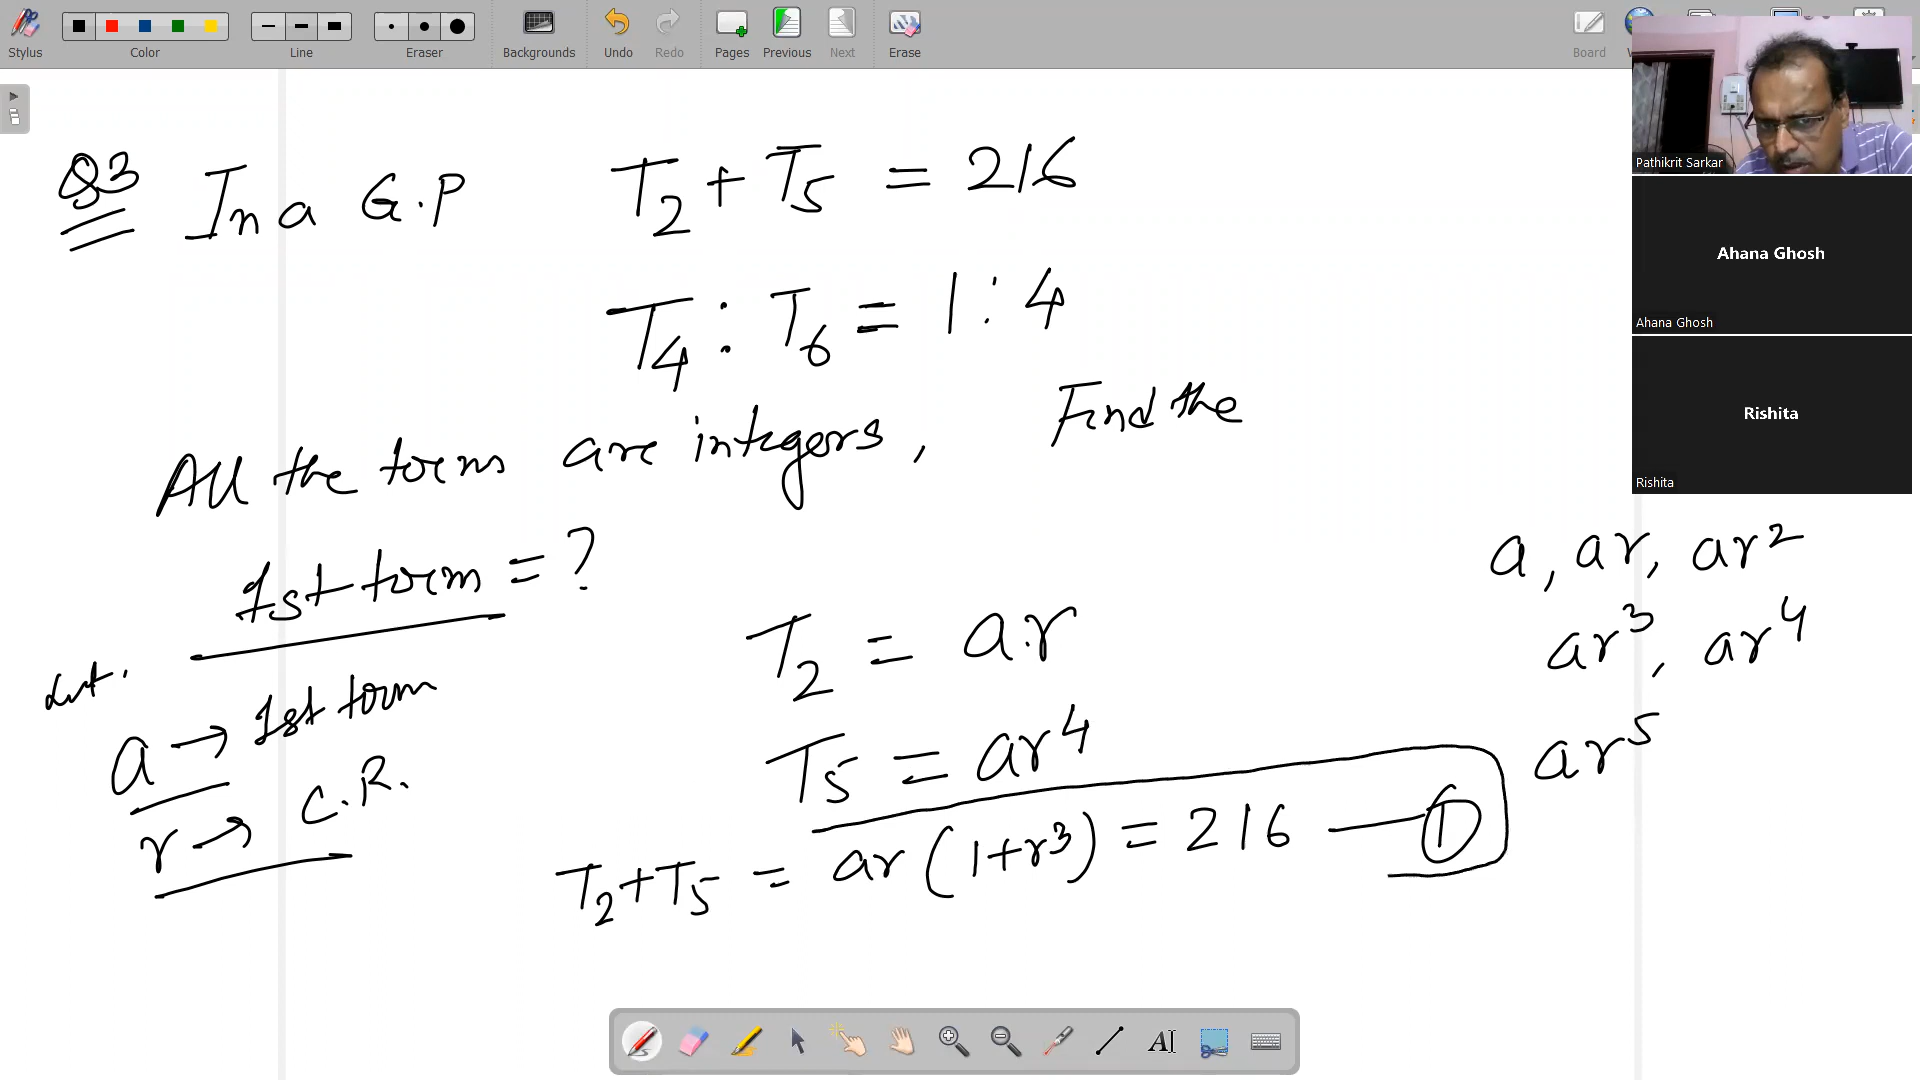 Stylus Color Line Eraser Backgrounds Undo Redo Pages Previous Next Erase Board
Pathikrit Sarkar
Ahana Ghosh
Ahana Ghosh
Rishita
Rishita
Q3 In a G.P T₂ + T₅ = 216
T₄ : T₆ = 1 : 4
All the terms are integers, Find the
1st term = ?
Let.
a → 1st term
r → C.R.
T₂ = a.r
T₅ = ar⁴
T₂+T₅ = ar(1+r³) = 216 — ①
a, ar, ar²
ar³, ar⁴
ar⁵